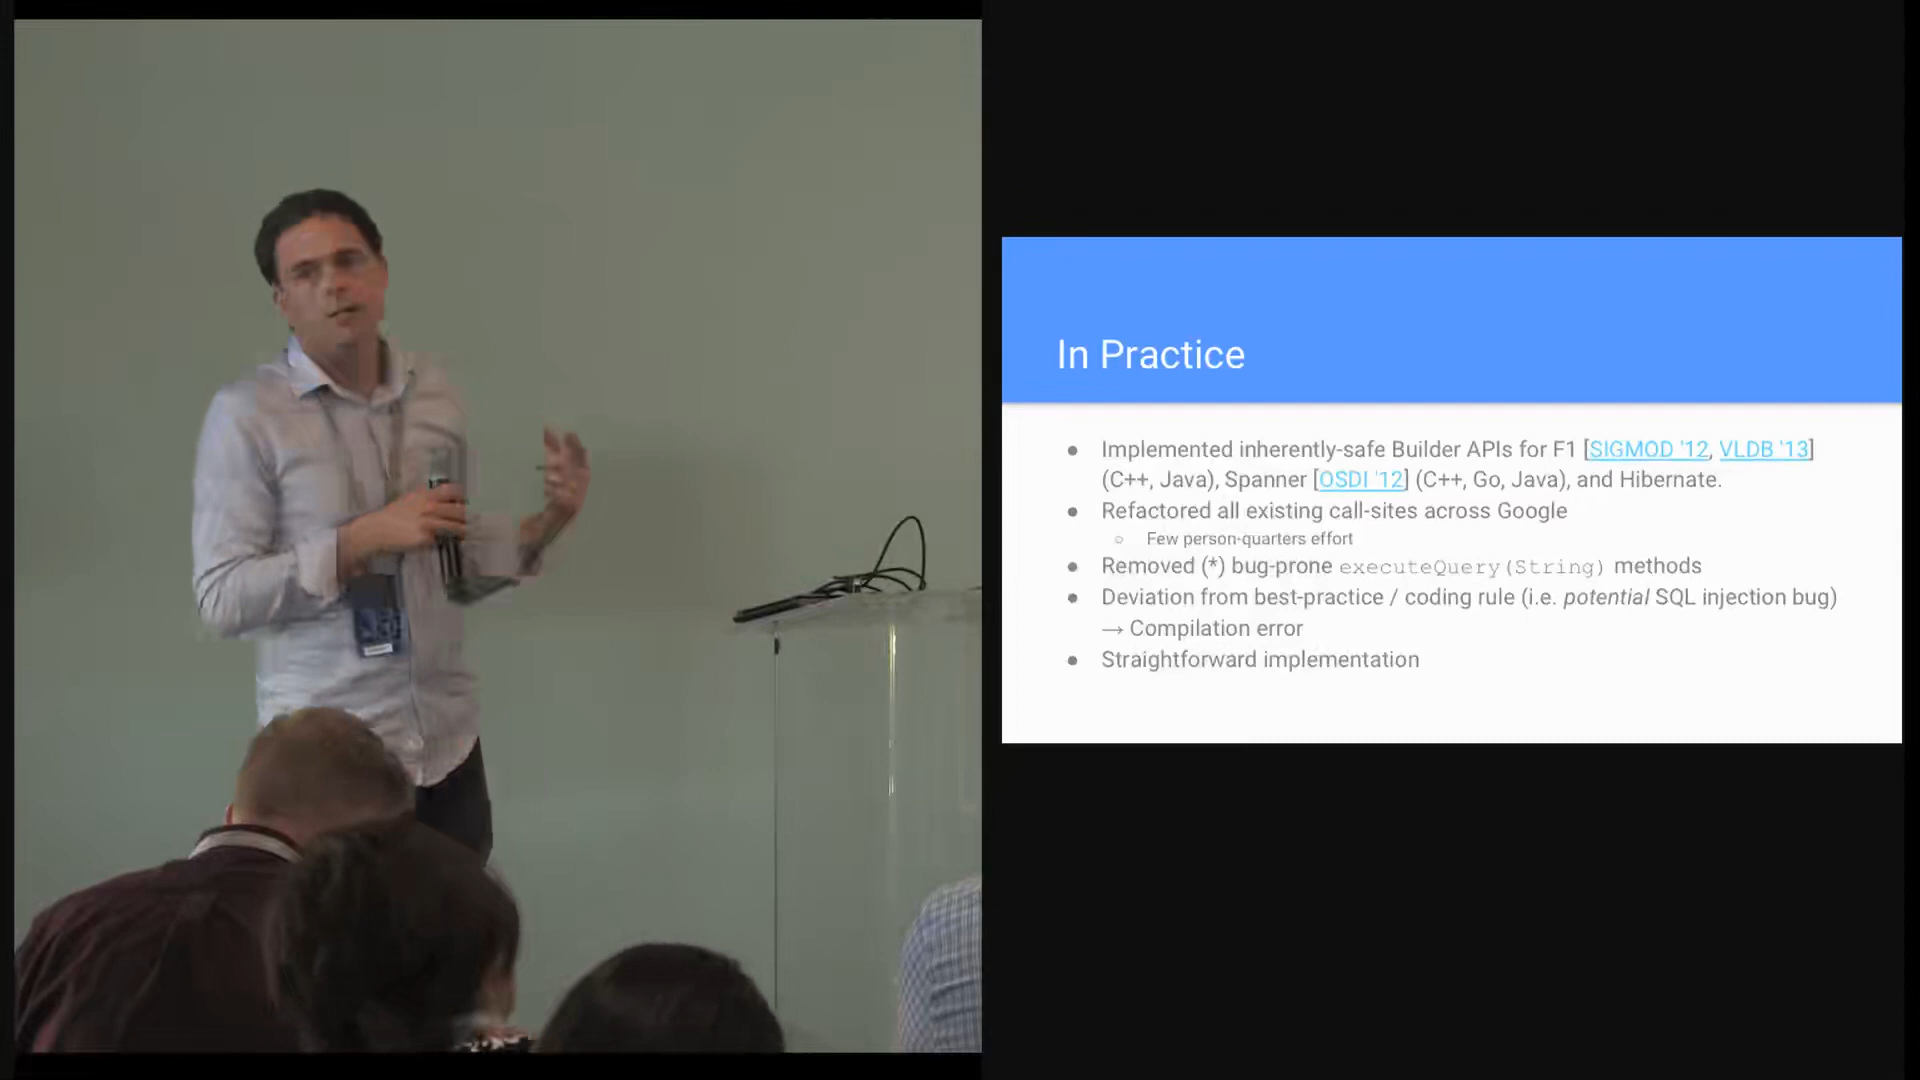 In Practice
● Implemented inherently-safe Builder APIs for F1 [SIGMOD '12, VLDB '13]
(C++, Java), Spanner [OSDI '12] (C++, Go, Java), and Hibernate.
● Refactored all existing call-sites across Google
○ Few person-quarters effort
● Removed (*) bug-prone executeQuery(String) methods
● Deviation from best-practice / coding rule (i.e. potential SQL injection bug)
→ Compilation error
● Straightforward implementation